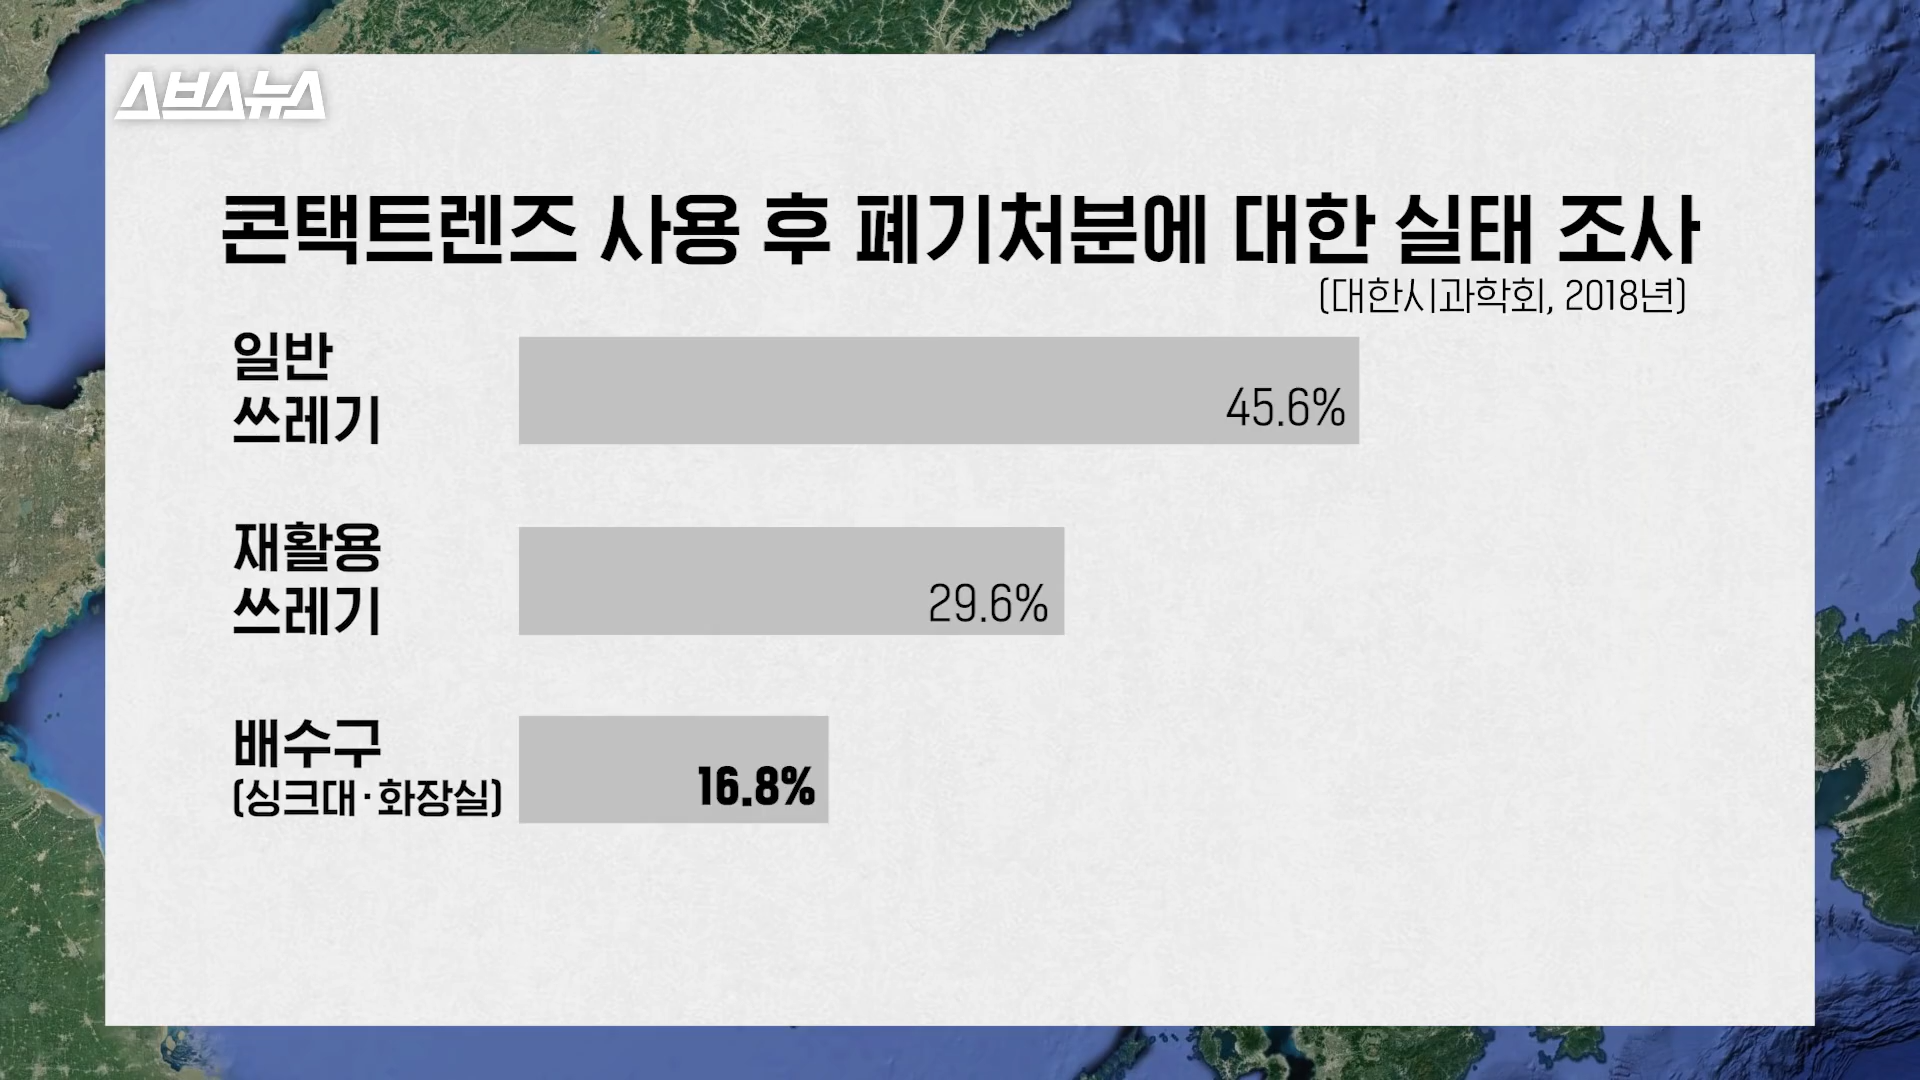 스브스뉴스
콘택트렌즈 사용 후 폐기처분에 대한 실태 조사
(대한시과학회, 2018년)
일반
쓰레기
45.6%
재활용
쓰레기
29.6%
배수구
(싱크대·화장실)
16.8%